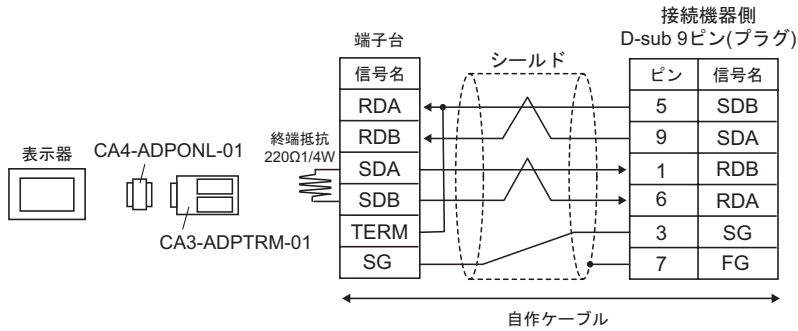 接続機器側
D-sub 9ピン(プラグ)
端子台
シールド
信号名
ピン 信号名
RDA 5 SDB
RDB 9 SDA
SDA 1 RDB
SDB 6 RDA
TERM 3 SG
SG 7 FG
終端抵抗
220Ω1/4W
表示器
CA4-ADPONL-01
CA3-ADPTRM-01
自作ケーブル